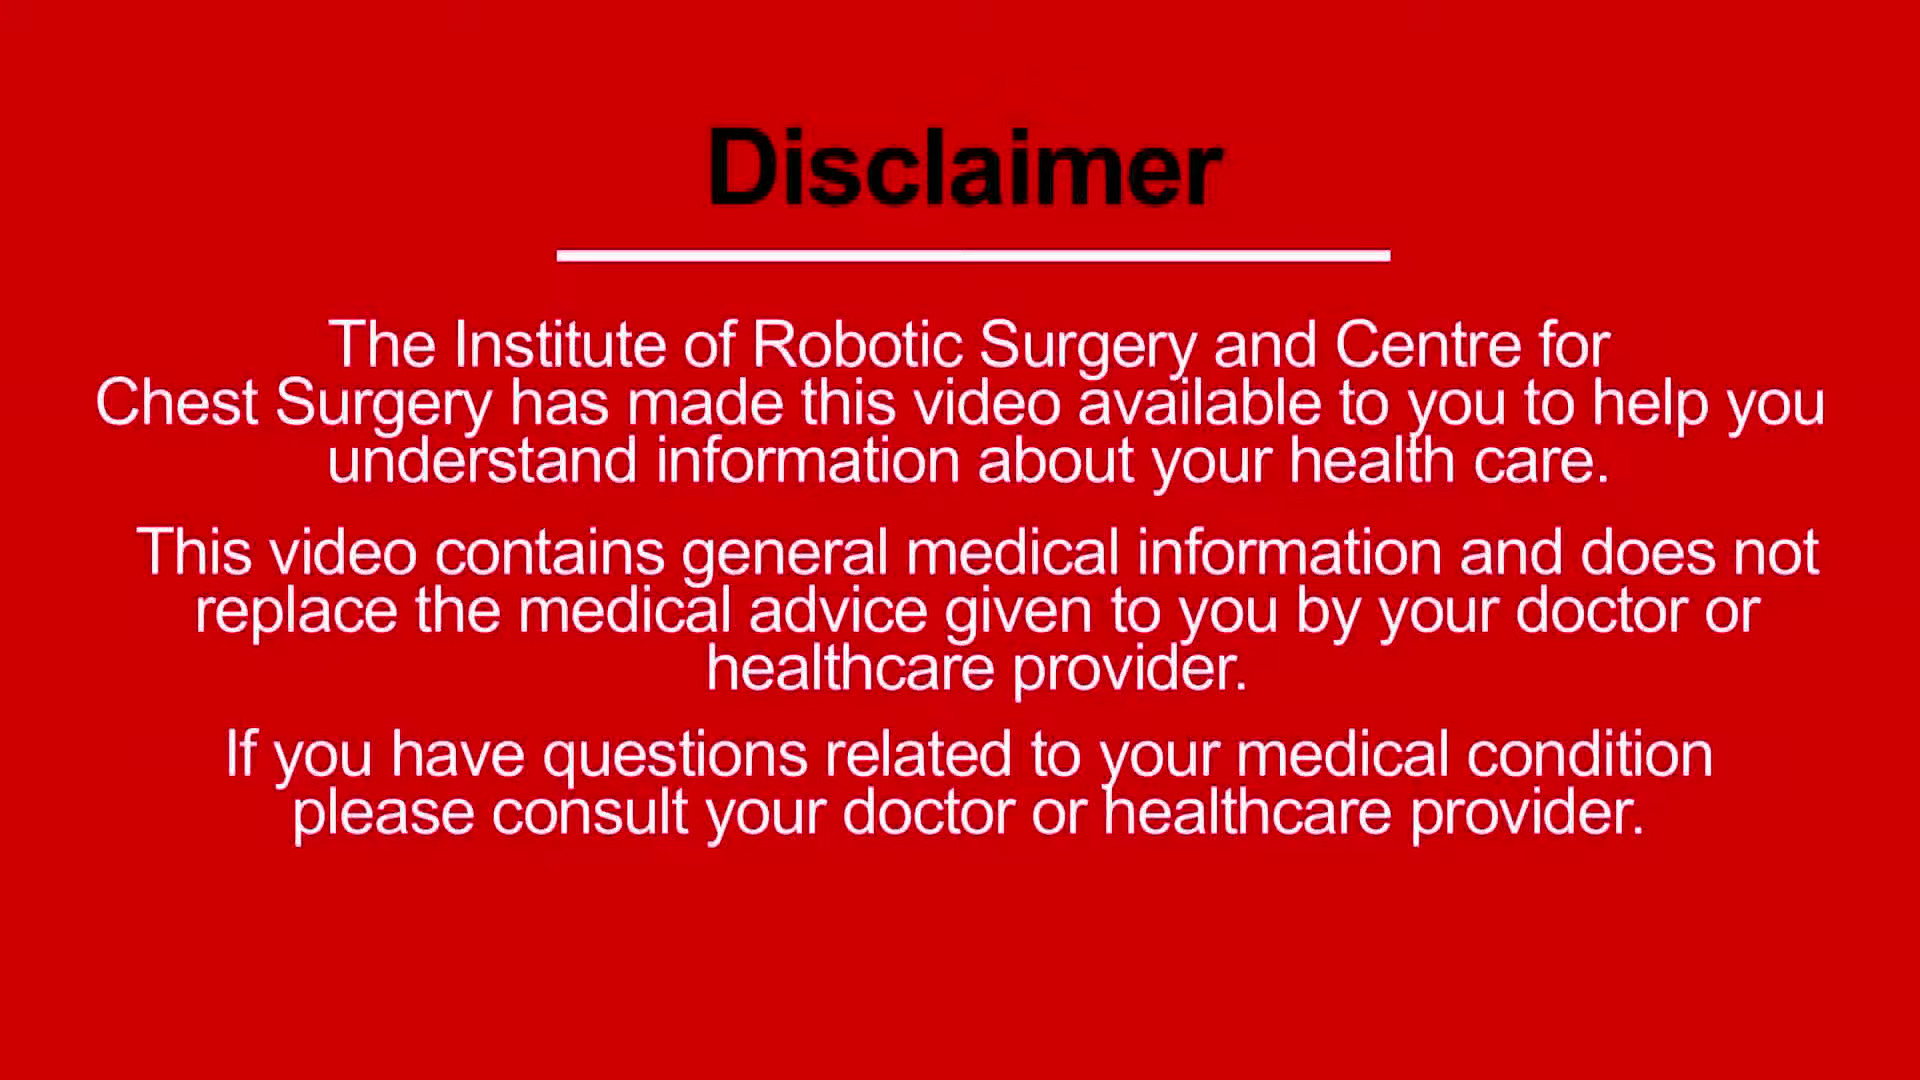 Disclaimer
The Institute of Robotic Surgery and Centre for
Chest Surgery has made this video available to you to help you
understand information about your health care.
This video contains general medical information and does not
replace the medical advice given to you by your doctor or
healthcare provider.
If you have questions related to your medical condition
please consult your doctor or healthcare provider.